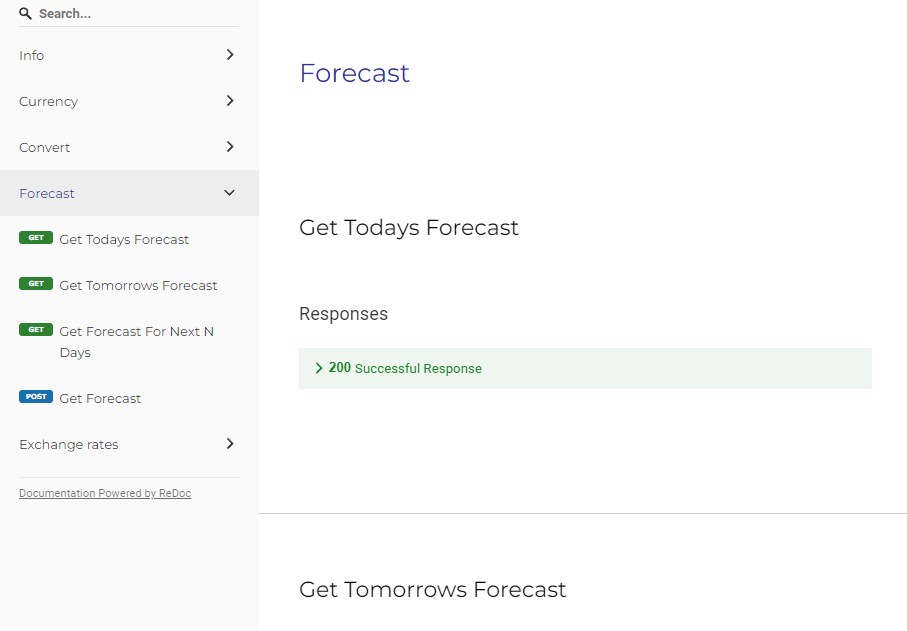 Search...
Info
Currency
Convert
Forecast
GET Get Todays Forecast
GET Get Tomorrows Forecast
GET Get Forecast For Next N
Days
POST Get Forecast
Exchange rates
Documentation Powered by ReDoc
Forecast
Get Todays Forecast
Responses
200 Successful Response
Get Tomorrows Forecast